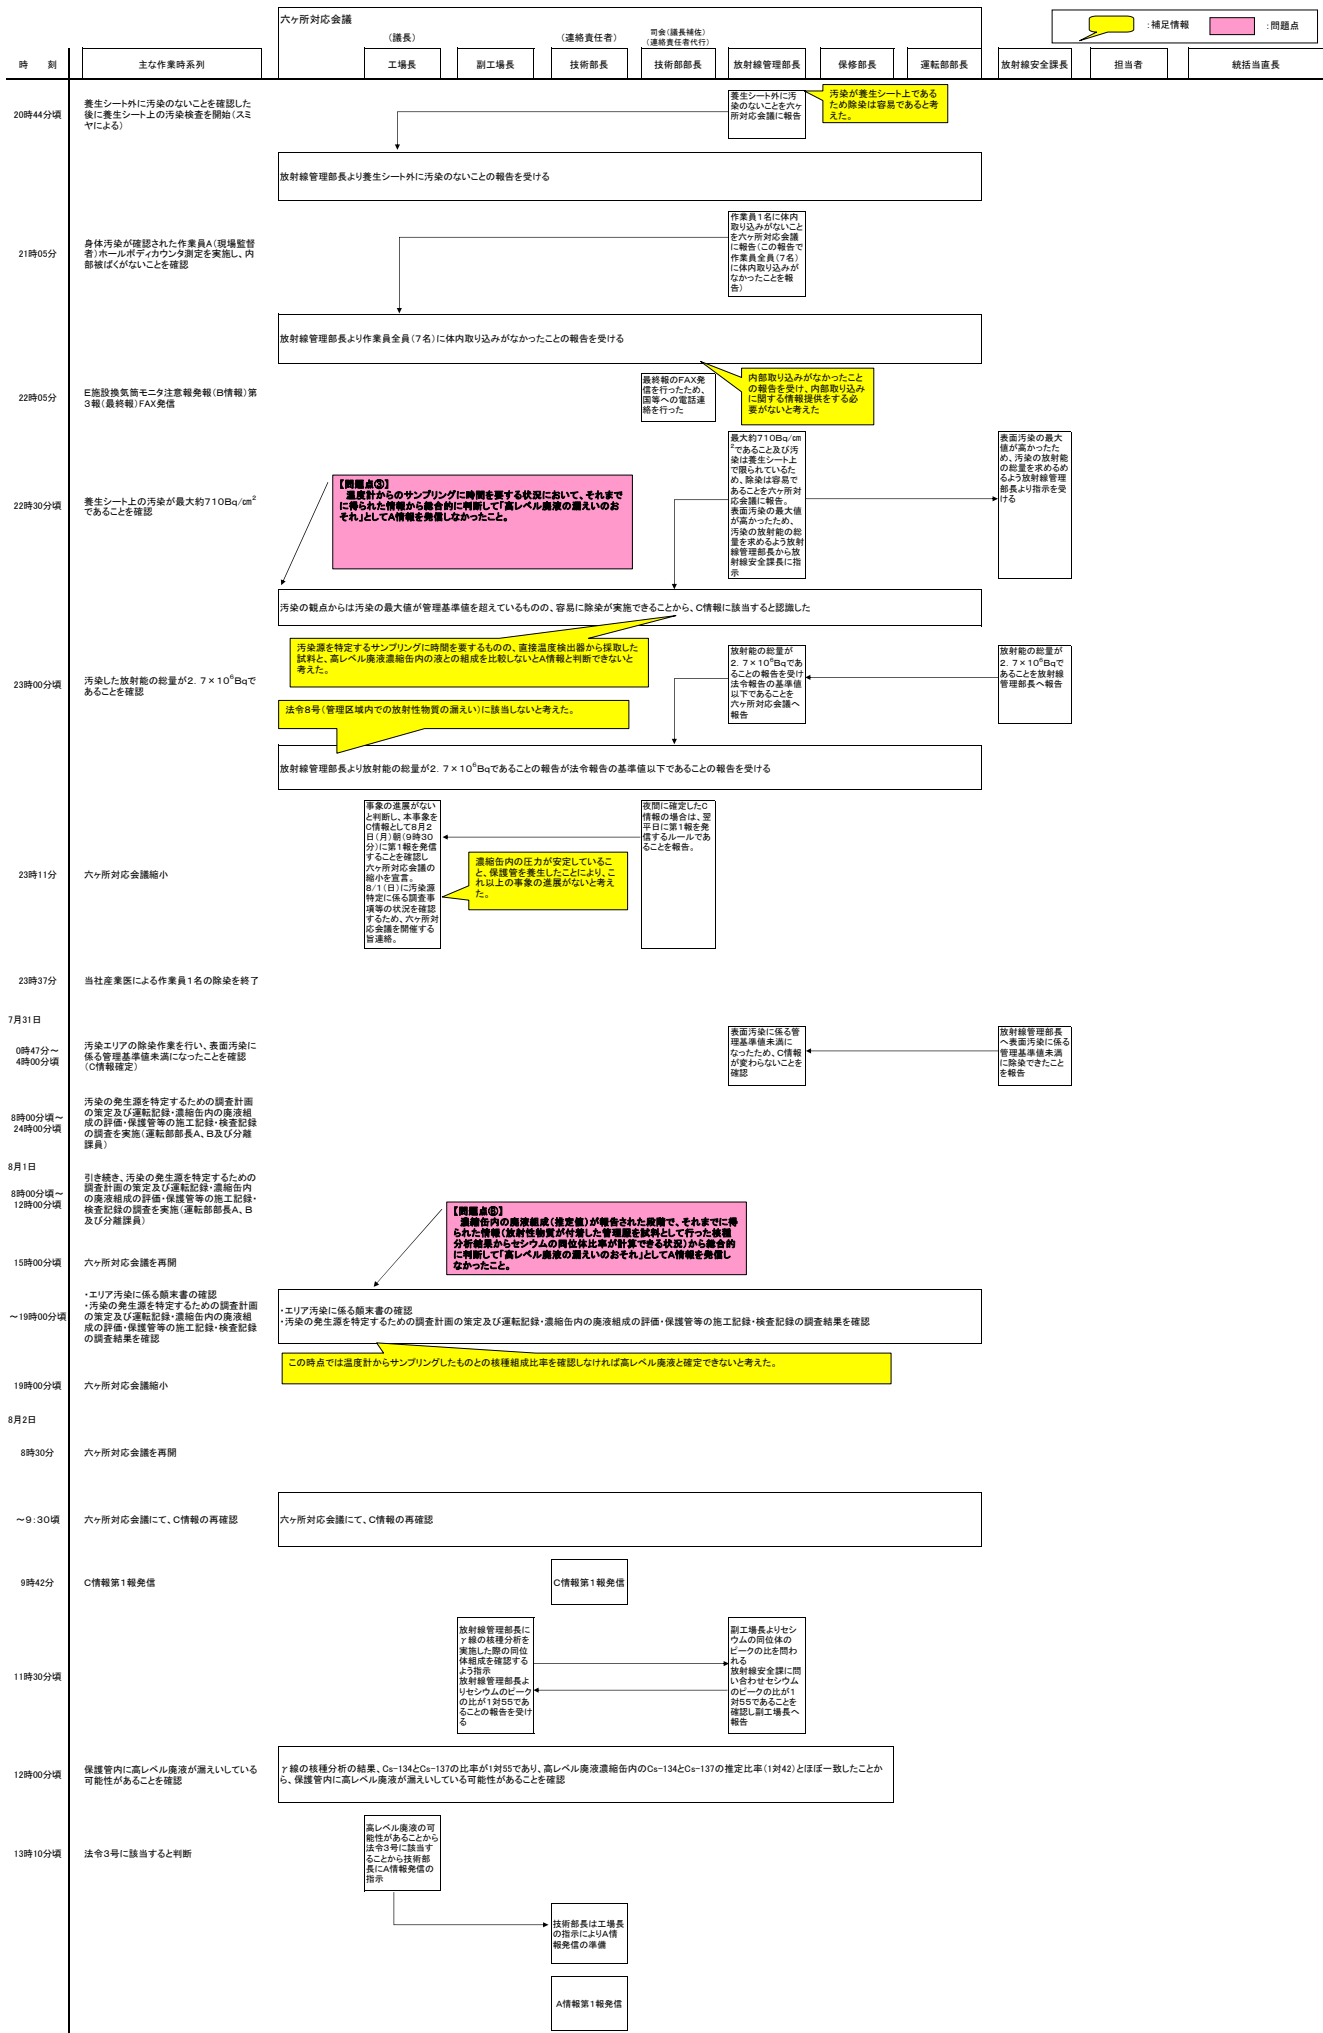 六ヶ所対応会議
:補足情報
:問題点
（議長）
（連絡責任者）
司会（議長補佐）
（連絡責任者代行）
時　刻
主な作業時系列
工場長
副工場長
技術部長
技術部部長
放射線管理部長
保修部長
運転部部長
放射線安全課長
担当者
統括当直長
20時44分頃
養生シート外に汚染のないことを確認した
後に養生シート上の汚染検査を開始（スミ
ヤによる）
養生シート外に汚
染のないことを六ヶ
所対応会議に報告
汚染が養生シート上である
ため除染は容易であると考
えた。
放射線管理部長より養生シート外に汚染のないことの報告を受ける
21時05分
身体汚染が確認された作業員A（現場監督
者）ホールボディカウンタ測定を実施し、内
部被ばくがないことを確認
作業員１名に体内
取り込みがないこと
を六ヶ所対応会議
に報告（この報告で
作業員全員（7名）
に体内取り込みが
なかったことを報
告）
放射線管理部長より作業員全員（７名）に体内取り込みがなかったことの報告を受ける
22時05分
E施設換気筒モニタ注意報発報（B情報）第
３報（最終報）FAX発信
最終報のFAX発
信を行ったため、
国等への電話連
絡を行った
内部取り込みがなかったこと
の報告を受け、内部取り込み
に関する情報提供をする必
要がないと考えた
22時30分頃
養生シート上の汚染が最大約710Bq/㎝²
であることを確認
【問題点③】
温度計からのサンプリングに時間を要する状況において、それまで
に得られた情報から総合的に判断して「高レベル廃液の漏えいのお
それ」としてA情報を発信しなかったこと。
最大約710Bq/㎝
²であること及び汚
染は養生シート上
で限られているた
め、除染は容易で
あることを六ヶ所対
応会議に報告。
表面汚染の最大値
が高かったため、
汚染の放射能の総
量を求めるよう放射
線管理部長から放
射線安全課長に指
示
表面汚染の最大
値が高かったた
め、汚染の放射能
の総量を求めるめ
るよう放射線管理
部長より指示を受
ける
汚染の観点からは汚染の最大値が管理基準値を超えているものの、容易に除染が実施できることから、C情報に該当すると認識した
汚染源を特定するサンプリングに時間を要するものの、直接温度検出器から採取した
試料と、高レベル廃液濃縮缶内の液との組成を比較しないとA情報と判断できないと
考えた。
23時00分頃
汚染した放射能の総量が2. 7×10⁶Bqで
あることを確認
放射能の総量が
2. 7×10⁶Bqであ
ることの報告を受け
法令報告の基準値
以下であることを
六ヶ所対応会議へ
報告
放射能の総量が
2. 7×10⁶Bqで
あることを放射線
管理部長へ報告
法令8号（管理区域内での放射性物質の漏えい）に該当しないと考えた。
放射線管理部長より放射能の総量が2. 7×10⁶Bqであることの報告が法令報告の基準値以下であることの報告を受ける
23時11分
六ヶ所対応会議縮小
事象の進展がない
と判断し、本事象を
C情報として8月2
日（月）朝（9時30
分）に第1報を発信
することを確認し
六ヶ所対応会議の
縮小を宣言。
8/1（日）に汚染源
特定に係る調査事
項等の状況を確認
するため、六ヶ所対
応会議を開催する
旨連絡。
濃縮缶内の圧力が安定しているこ
と、保護管を養生したことにより、こ
れ以上の事象の進展がないと考え
た。
夜間に確定したC
情報の場合は、翌
平日に第1報を発
信するルールであ
ることを報告。
23時37分
当社産業医による作業員１名の除染を終了
7月31日
0時47分～
4時00分頃
汚染エリアの除染作業を行い、表面汚染に
係る管理基準値未満になったことを確認
（C情報確定）
表面汚染に係る管
理基準値未満に
なったため、C情報
が変わらないことを
確認
放射線管理部長
へ表面汚染に係る
管理基準値未満
に除染できたこと
を報告
8時00分頃～
24時00分頃
汚染の発生源を特定するための調査計画
の策定及び運転記録・濃縮缶内の廃液組
成の評価・保護管等の施工記録・検査記録
の調査を実施（運転部部長A、B及び分離
課員）
8月1日
8時00分頃～
12時00分頃
引き続き、汚染の発生源を特定するための
調査計画の策定及び運転記録・濃縮缶内
の廃液組成の評価・保護管等の施工記録・
検査記録の調査を実施（運転部部長A、B
及び分離課員）
【問題点⑤】
濃縮缶内の廃液組成（推定値）が報告された段階で、それまでに得
られた情報（放射性物質が付着した管理服を試料として行った核種
分析結果からセシウムの同位体比率が計算できる状況）から総合的
に判断して「高レベル廃液の漏えいのおそれ」としてA情報を発信し
なかったこと。
15時00分頃
六ヶ所対応会議を再開
～19時00分頃
・エリア汚染に係る顛末書の確認
・汚染の発生源を特定するための調査計画
の策定及び運転記録・濃縮缶内の廃液組
成の評価・保護管等の施工記録・検査記録
の調査結果を確認
・エリア汚染に係る顛末書の確認
・汚染の発生源を特定するための調査計画の策定及び運転記録・濃縮缶内の廃液組成の評価・保護管等の施工記録・検査記録の調査結果を確認
この時点では温度計からサンプリングしたものとの核種組成比率を確認しなければ高レベル廃液と確定できないと考えた。
19時00分頃
六ヶ所対応会議縮小
8月2日
8時30分
六ヶ所対応会議を再開
～9:30頃
六ヶ所対応会議にて、C情報の再確認
六ヶ所対応会議にて、C情報の再確認
9時42分
C情報第１報発信
C情報第１報発信
11時30分頃
放射線管理部長に
γ線の核種分析を
実施した際の同位
体組成を確認する
よう指示
放射線管理部長よ
りセシウムのピーク
の比が1対55であ
ることの報告を受け
る
副工場長よりセシ
ウムの同位体の
ピークの比を問わ
れる
放射線安全課に問
い合わせセシウム
のピークの比が１
対55であることを
確認し副工場長へ
報告
12時00分頃
保護管内に高レベル廃液が漏えいしている
可能性があることを確認
γ線の核種分析の結果、Cs-134とCs-137の比率が1対55であり、高レベル廃液濃縮缶内のCs-134とCs-137の推定比率（1対42）とほぼ一致したことか
ら、保護管内に高レベル廃液が漏えいしている可能性があることを確認
13時10分頃
法令3号に該当すると判断
高レベル廃液の可
能性があることから
法令3号に該当す
ることから技術部
長にA情報発信の
指示
技術部長は工場長
の指示によりA情
報発信の準備
A情報第1報発信